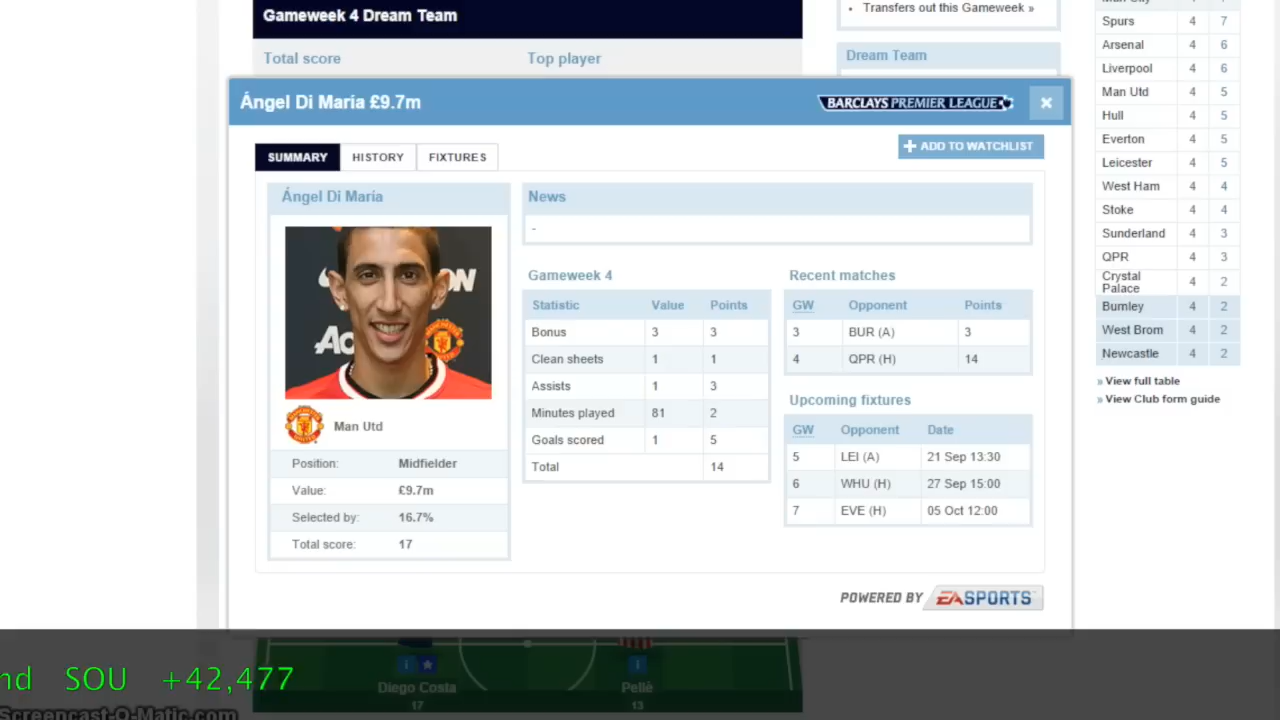 Gameweek 4 Dream Team
Total score Top player
Transfers out this Gameweek »
Dream Team
Ángel Di María £9.7m
BARCLAYS PREMIER LEAGUE
×
SUMMARY HISTORY FIXTURES
+ ADD TO WATCHLIST
Ángel Di María
Man Utd
Position: Midfielder
Value: £9.7m
Selected by: 16.7%
Total score: 17
News
-
Gameweek 4
Statistic Value Points
Bonus 3 3
Clean sheets 1 1
Assists 1 3
Minutes played 81 2
Goals scored 1 5
Total 14
Recent matches
GW Opponent Points
3 BUR (A) 3
4 QPR (H) 14
Upcoming fixtures
GW Opponent Date
5 LEI (A) 21 Sep 13:30
6 WHU (H) 27 Sep 15:00
7 EVE (H) 05 Oct 12:00
POWERED BY EA SPORTS
Spurs 4 7
Arsenal 4 6
Liverpool 4 6
Man Utd 4 5
Hull 4 5
Everton 4 5
Leicester 4 5
West Ham 4 4
Stoke 4 4
Sunderland 4 3
QPR 4 3
Crystal Palace 4 2
Burnley 4 2
West Brom 4 2
Newcastle 4 2
» View full table
» View Club form guide
nd SOU +42,477
Diego Costa Pellè
17 13
Screencast-O-Matic.com